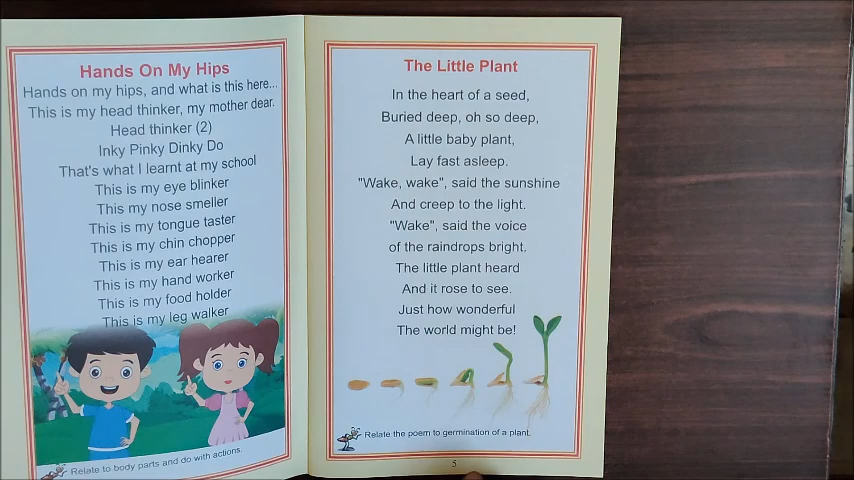 Hands On My Hips
Hands on my hips, and what is this here...
This is my head thinker, my mother dear.
Head thinker (2)
Inky Pinky Dinky Do
That's what I learnt at my school
This is my eye blinker
This is my nose smeller
This is my tongue taster
This is my chin chopper
This is my ear hearer
This is my hand worker
This is my food holder
This is my leg walker
Relate to body parts and do with actions.
The Little Plant
In the heart of a seed,
Buried deep, oh so deep,
A little baby plant,
Lay fast asleep.
"Wake, wake", said the sunshine
And creep to the light.
"Wake", said the voice
of the raindrops bright.
The little plant heard
And it rose to see.
Just how wonderful
The world might be!
Relate the poem to germination of a plant.
5